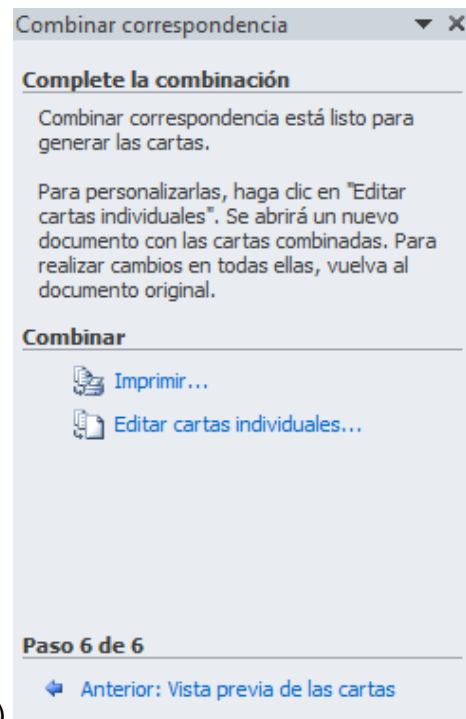 Combinar correspondencia
Complete la combinación
Combinar correspondencia está listo para
generar las cartas.
Para personalizarlas, haga clic en "Editar
cartas individuales". Se abrirá un nuevo
documento con las cartas combinadas. Para
realizar cambios en todas ellas, vuelva al
documento original.
Combinar
Imprimir...
Editar cartas individuales...
Paso 6 de 6
Anterior: Vista previa de las cartas
)